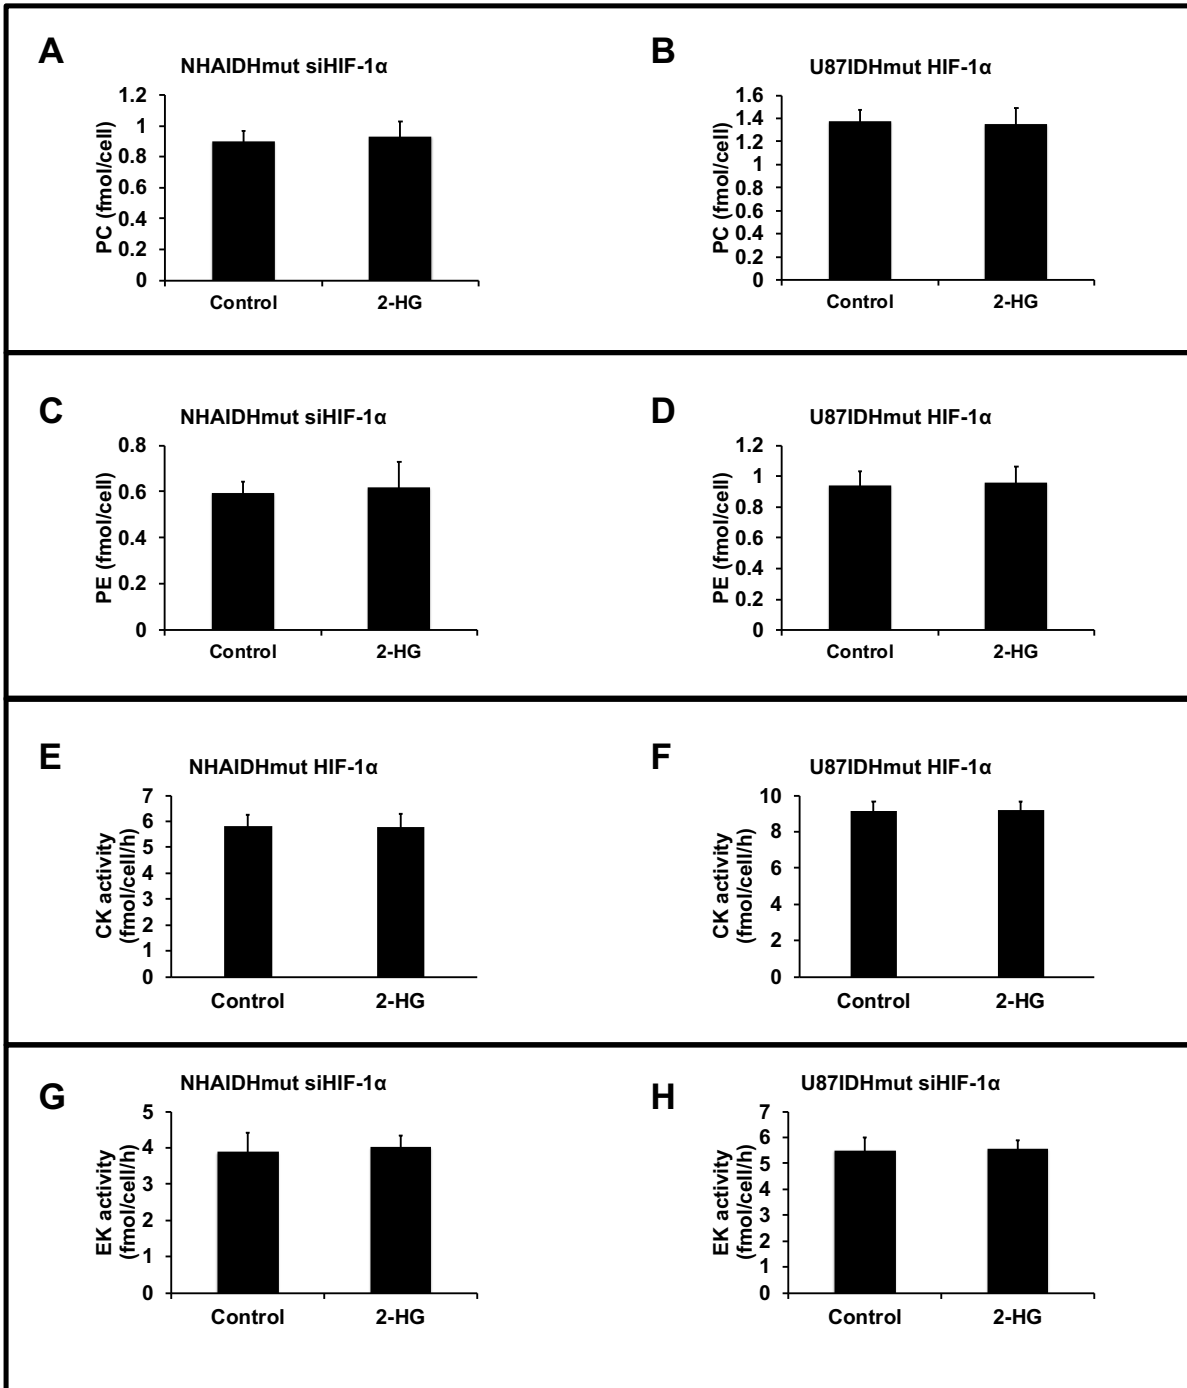 A
NHAIDHmut siHIF-1α
PC (fmol/cell)
1.2
1
0.8
0.6
0.4
0.2
0
Control
2-HG
B
U87IDHmut HIF-1α
PC (fmol/cell)
1.6
1.4
1.2
1
0.8
0.6
0.4
0.2
0
Control
2-HG
C
NHAIDHmut siHIF-1α
PE (fmol/cell)
0.8
0.6
0.4
0.2
0
Control
2-HG
D
U87IDHmut HIF-1α
PE (fmol/cell)
1.2
1
0.8
0.6
0.4
0.2
0
Control
2-HG
E
NHAIDHmut HIF-1α
CK activity
(fmol/cell/h)
7
6
5
4
3
2
1
0
Control
2-HG
F
U87IDHmut HIF-1α
CK activity
(fmol/cell/h)
10
8
6
4
2
0
Control
2-HG
G
NHAIDHmut siHIF-1α
EK activity
(fmol/cell/h)
5
4
3
2
1
0
Control
2-HG
H
U87IDHmut siHIF-1α
EK activity
(fmol/cell/h)
7
6
5
4
3
2
1
0
Control
2-HG